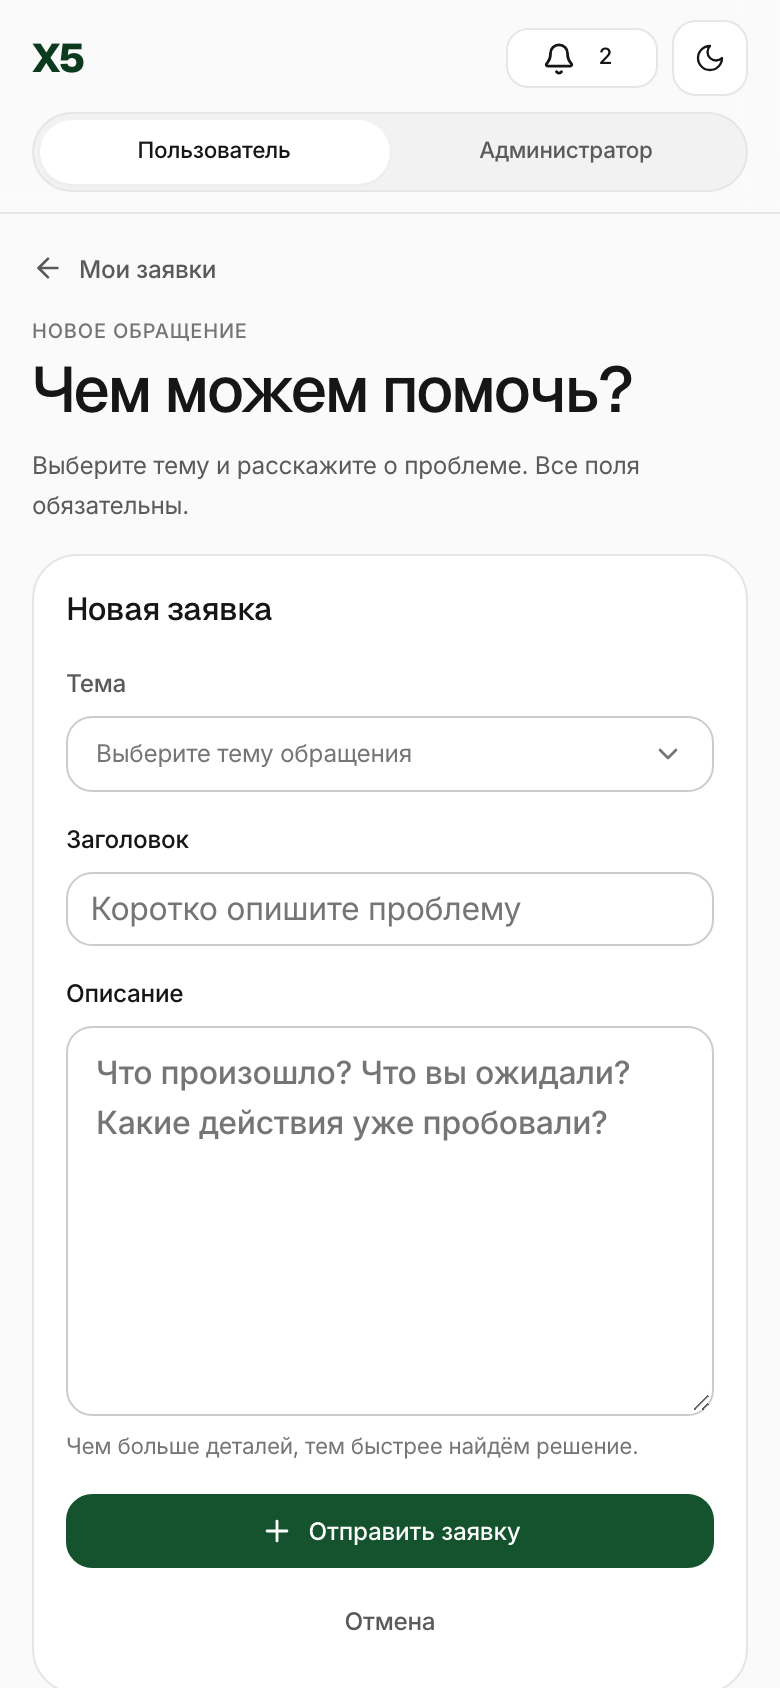 X5
2
Пользователь
Администратор
Мои заявки
НОВОЕ ОБРАЩЕНИЕ
Чем можем помочь?
Выберите тему и расскажите о проблеме. Все поля
обязательны.
Новая заявка
Тема
Выберите тему обращения
Заголовок
Коротко опишите проблему
Описание
Что произошло? Что вы ожидали?
Какие действия уже пробовали?
Чем больше деталей, тем быстрее найдём решение.
Отправить заявку
Отмена